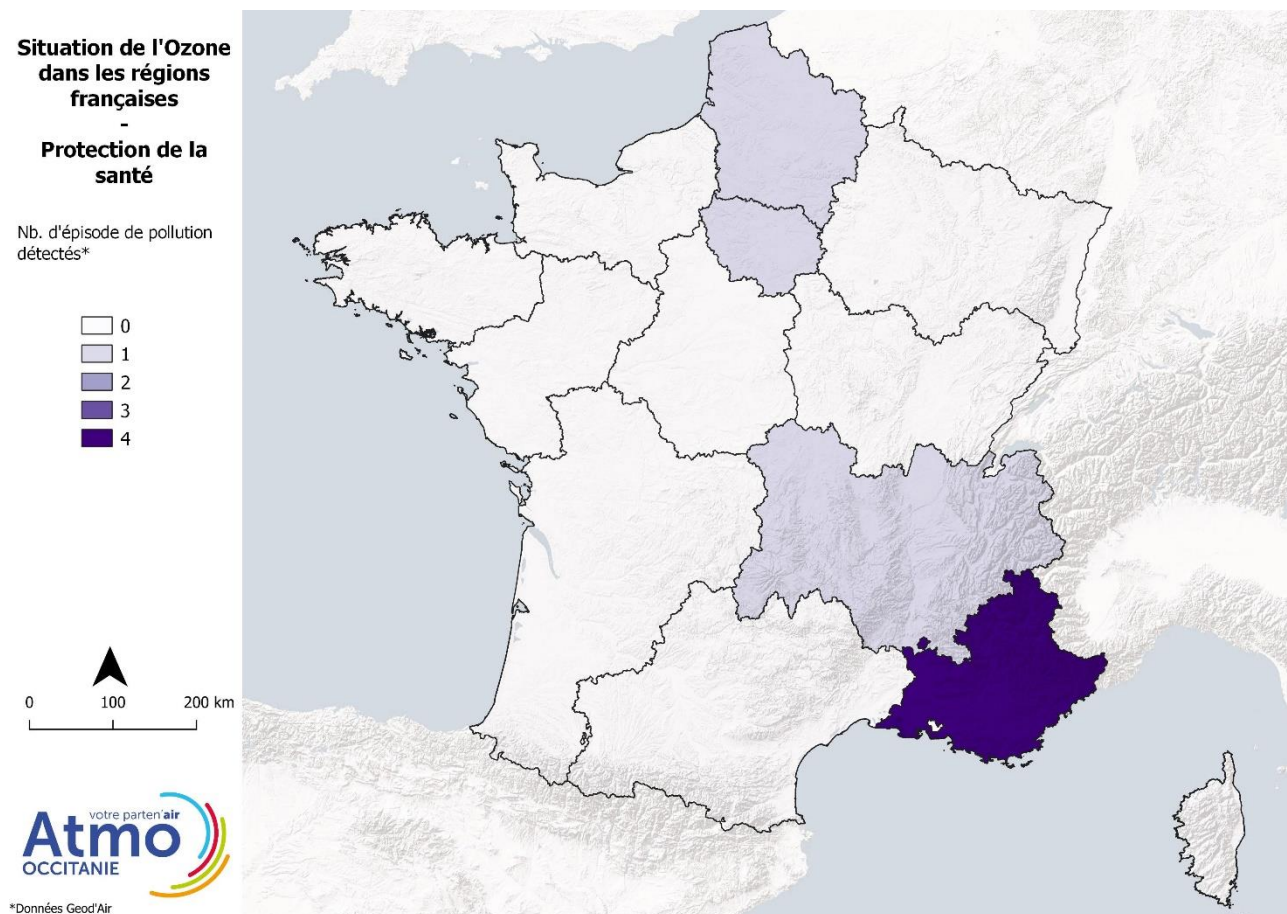 Situation de l'Ozone
dans les régions
françaises
-
Protection de la
santé
Nb. d'épisode de pollution
détectés*
0
1
2
3
4
0 100 200 km
votre parten'air
Atmo
OCCITANIE
*Données Geod'Air